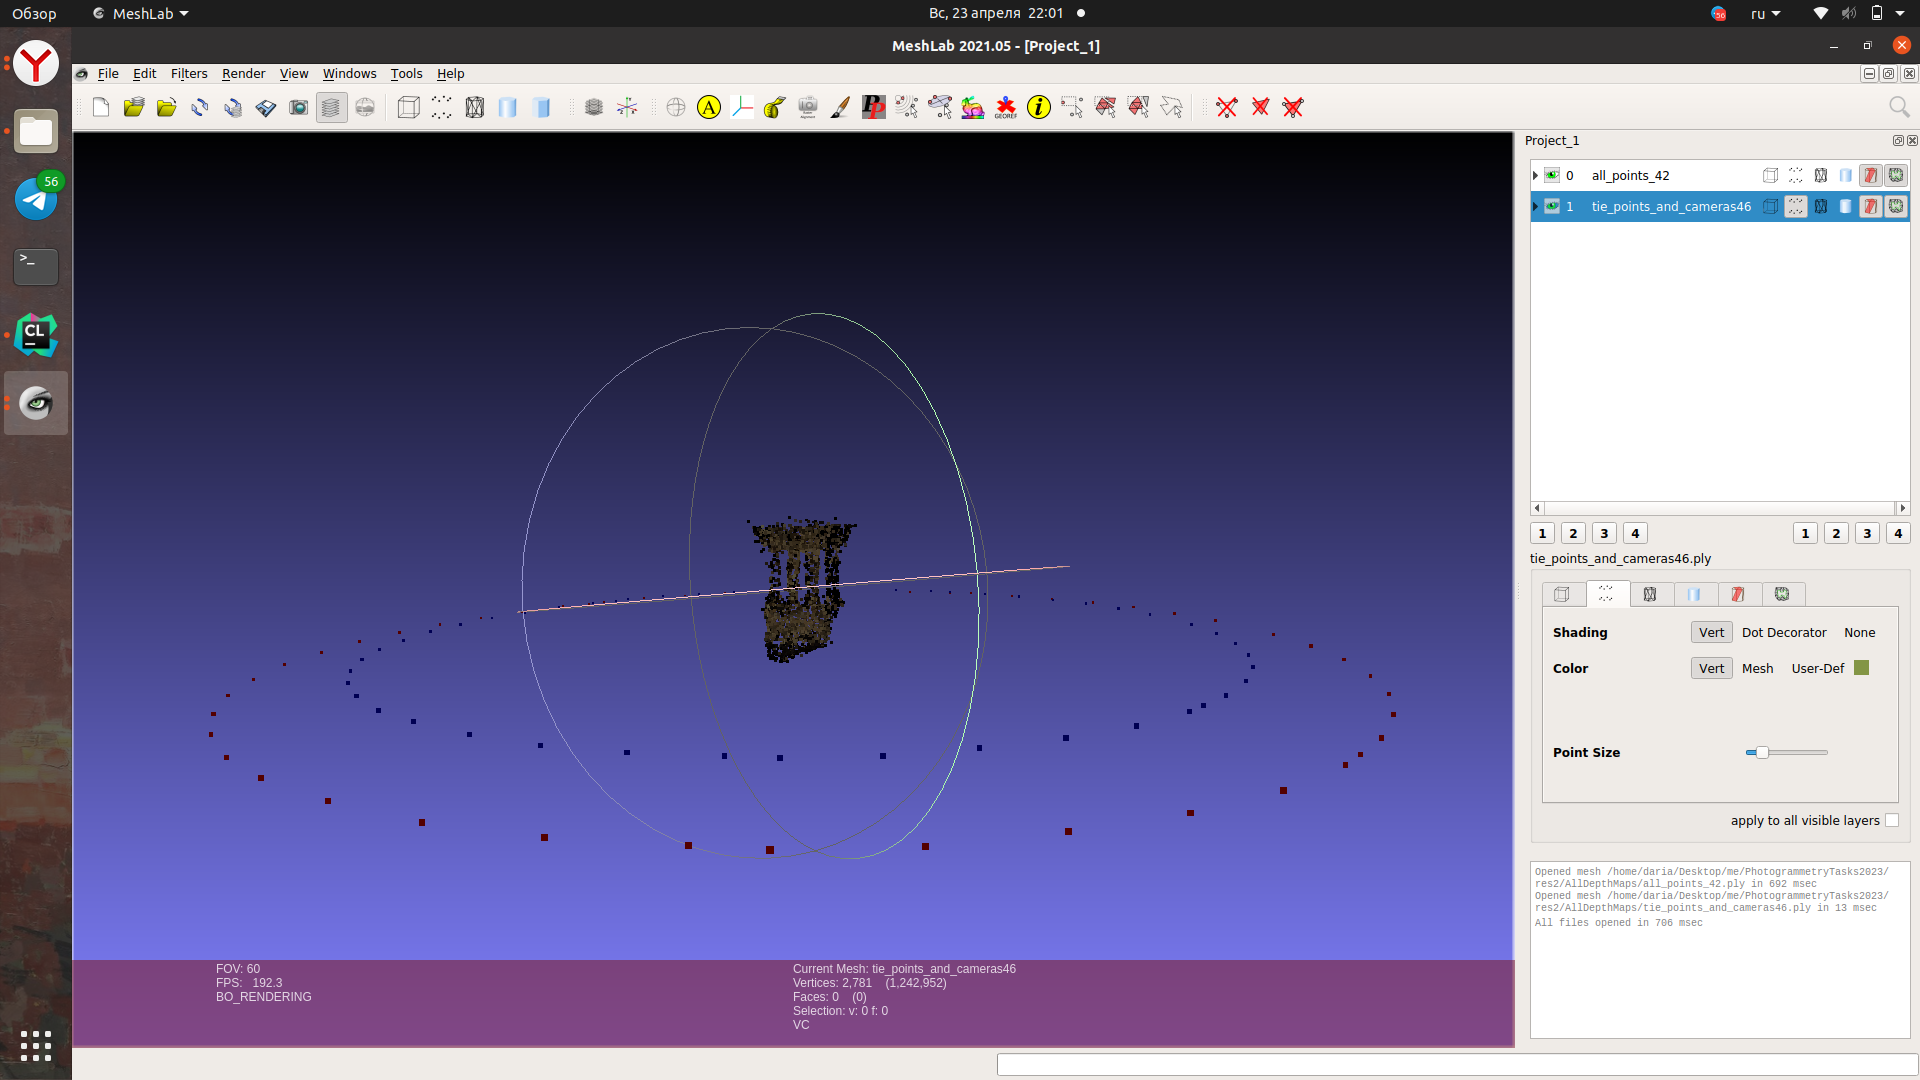 Обзор
MeshLab
Вс, 23 апреля 22:01
56
ru
MeshLab 2021.05 - [Project_1]
File Edit Filters Render View Windows Tools Help
A
PP
GEOREF
i
Project_1
0 all_points_42
1 tie_points_and_cameras46
56
>_
CL
1 2 3 4 1 2 3 4
tie_points_and_cameras46.ply
Shading Vert Dot Decorator None
Color Vert Mesh User-Def
Point Size
apply to all visible layers
Opened mesh /home/daria/Desktop/me/PhotogrammetryTasks2023/
res2/AllDepthMaps/all_points_42.ply in 692 msec
Opened mesh /home/daria/Desktop/me/PhotogrammetryTasks2023/
res2/AllDepthMaps/tie_points_and_cameras46.ply in 13 msec
All files opened in 706 msec
FOV: 60
FPS: 192.3
BO_RENDERING
Current Mesh: tie_points_and_cameras46
Vertices: 2,781 (1,242,952)
Faces: 0 (0)
Selection: v: 0 f: 0
VC